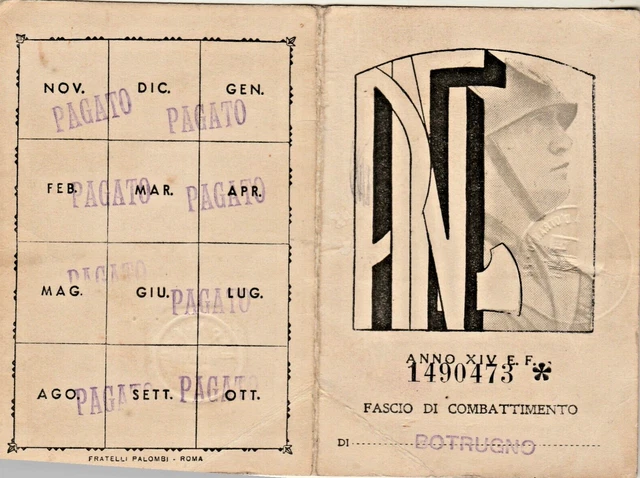 NOV. DIC. GEN.
PAGATO PAGATO
FEB. MAR. APR.
PAGATO PAGATO
PAGATO
MAG. GIU. LUG.
PAGATO
AGO. SETT. OTT.
PAGATO PAGATO
FRATELLI PALOMBI - ROMA
PNF
ANNO XIV E. F.
1490473 *
FASCIO DI COMBATTIMENTO
DI BOTRUGNO